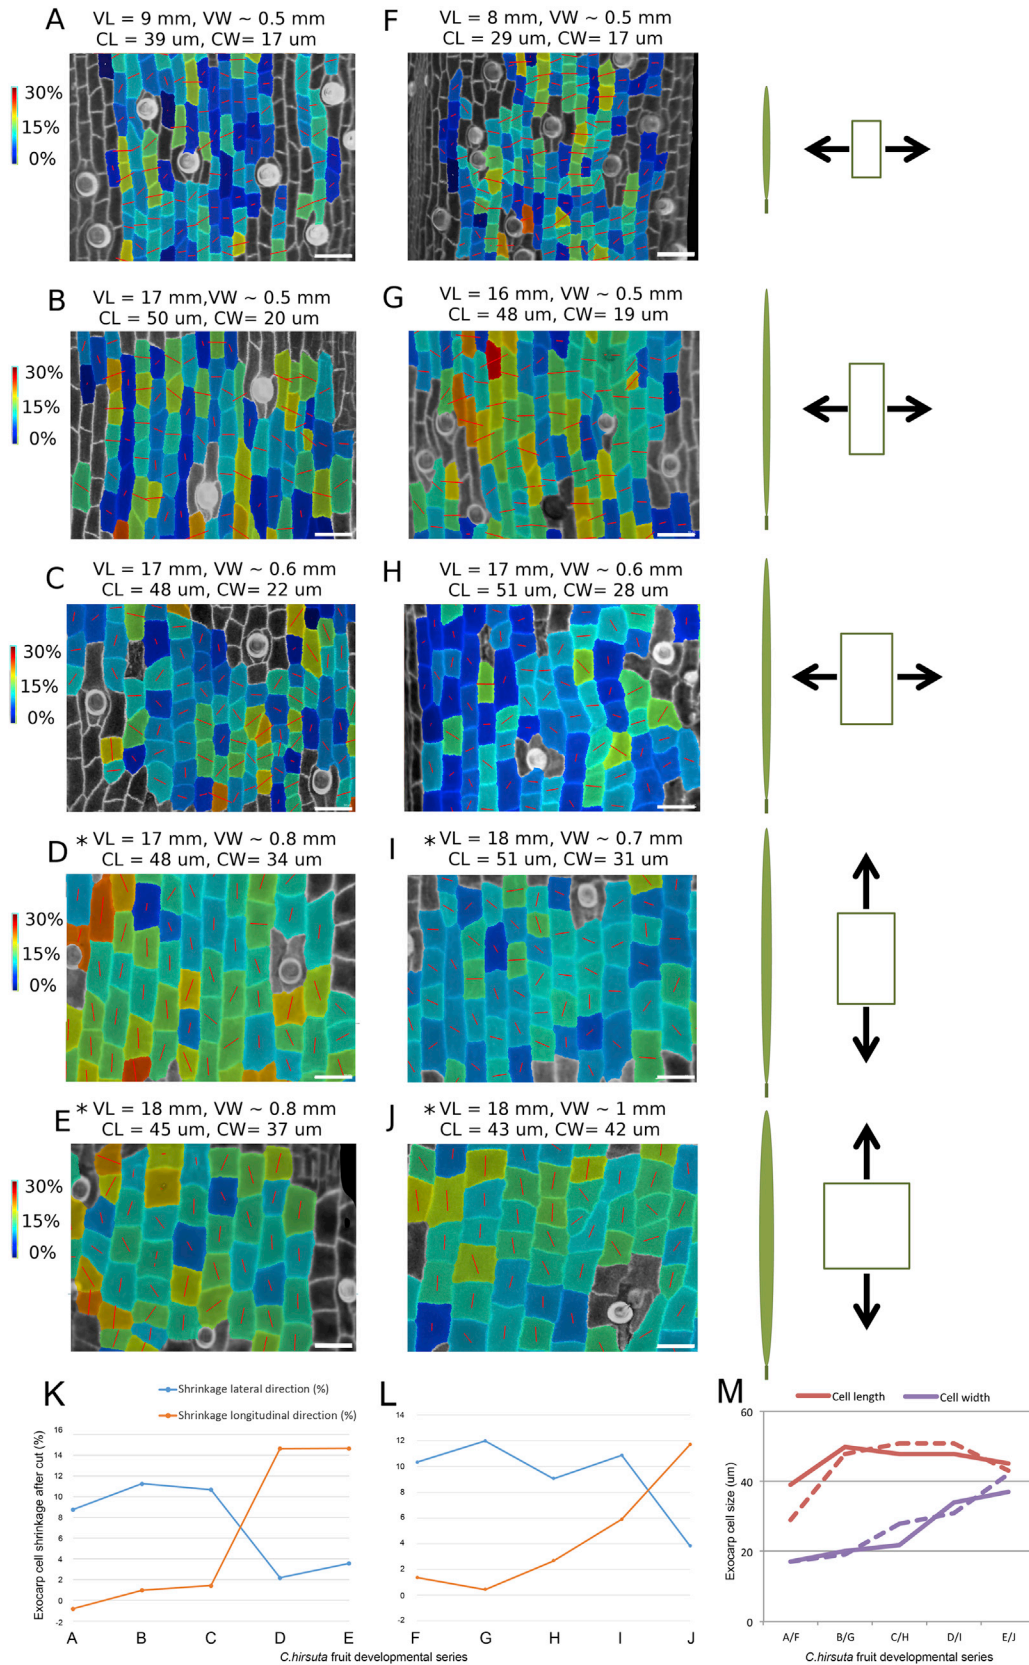 A
VL = 9 mm, VW ~ 0.5 mm
CL = 39 um, CW= 17 um
F
VL = 8 mm, VW ~ 0.5 mm
CL = 29 um, CW= 17 um
30%
15%
0%
B
VL = 17 mm,VW ~ 0.5 mm
CL = 50 um, CW= 20 um
G
VL = 16 mm, VW ~ 0.5 mm
CL = 48 um, CW= 19 um
30%
15%
0%
C
VL = 17 mm, VW ~ 0.6 mm
CL = 48 um, CW= 22 um
H
VL = 17 mm, VW ~ 0.6 mm
CL = 51 um, CW= 28 um
30%
15%
0%
D
* VL = 17 mm, VW ~ 0.8 mm
CL = 48 um, CW= 34 um
I
* VL = 18 mm, VW ~ 0.7 mm
CL = 51 um, CW= 31 um
30%
15%
0%
E
* VL = 18 mm, VW ~ 0.8 mm
CL = 45 um, CW= 37 um
J
* VL = 18 mm, VW ~ 1 mm
CL = 43 um, CW= 42 um
30%
15%
0%
K
Shrinkage lateral direction (%)
Shrinkage longitudinal direction (%)
Exocarp cell shrinkage after cut (%)
16
14
12
10
8
6
4
2
0
-2
A B C D E
L
14
12
10
8
6
4
2
0
-2
F G H I J
C.hirsuta fruit developmental series
M
Cell length
Cell width
Exocarp cell size (um)
60
40
20
0
A/F B/G C/H D/I E/J
C.hirsuta fruit developmental series